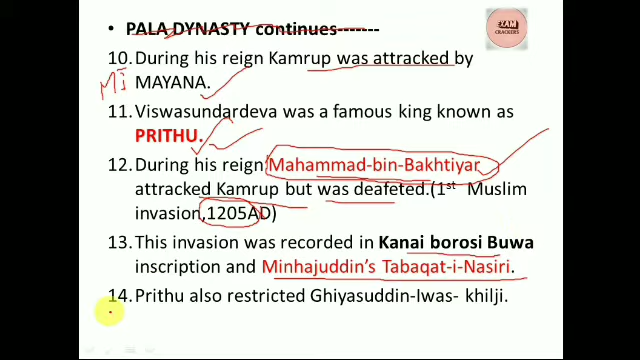 • PALA DYNASTY continues-------
EXAM
CRACKERS
10. During his reign Kamrup was attracked by
MAYANA.
11. Viswasundardeva was a famous king known as
PRITHU.
12. During his reign Mahammad-bin-Bakhtiyar
attracked Kamrup but was deafeted.(1st Muslim
invasion,1205AD)
13. This invasion was recorded in Kanai borosi Buwa
inscription and Minhajuddin's Tabaqat-i-Nasiri.
14. Prithu also restricted Ghiyasuddin-Iwas- khilji.